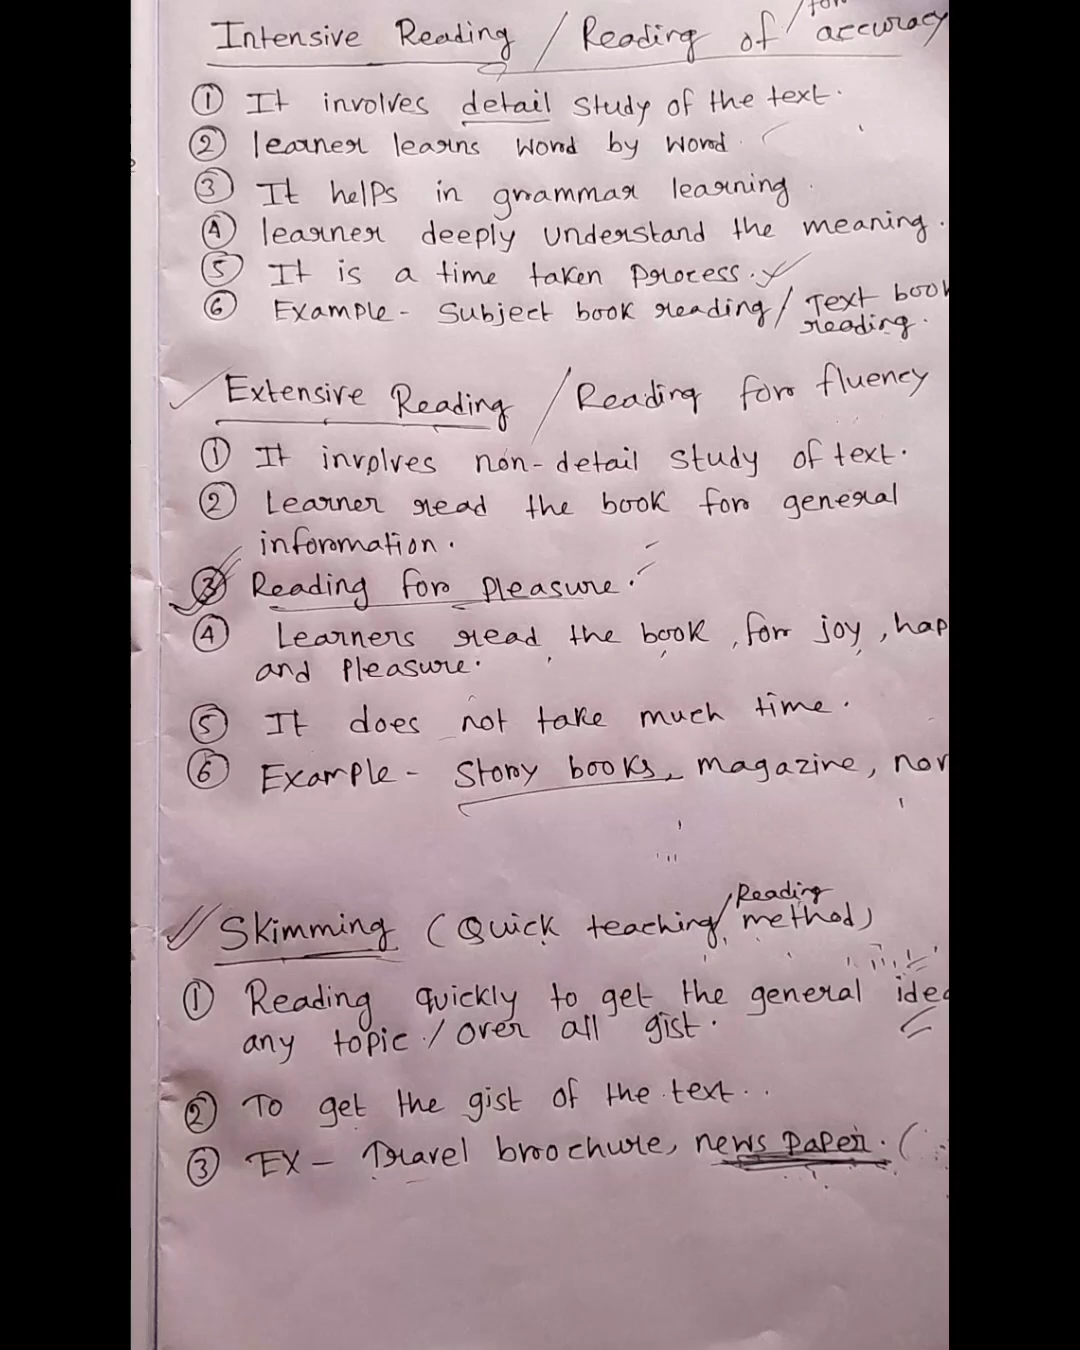 Intensive Reading / Reading of / for accuracy
① It involves detail study of the text.
② learner learns word by word
③ It helps in grammar learning.
④ learner deeply understand the meaning.
⑤ It is a time taken process.
⑥ Example - Subject book reading / Text book
reading.
Extensive Reading / Reading for fluency
① It involves non-detail study of text.
② Learner read the book for general
information.
③ Reading for pleasure.
④ Learners read the book, for joy, hap
and pleasure.
⑤ It does not take much time.
⑥ Example - Story books, magazine,
Skimming (Quick teaching / Reading method)
① Reading quickly to get the general idea
any topic / over all gist.
② To get the gist of the text..
③ EX - Travel broochure, news paper. (